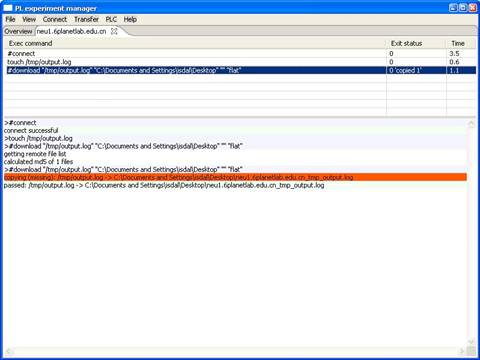 PL experiment manager
File View Connect Transfer PLC Help
Overview neu1.6planetlab.edu.cn
Exec command Exit status Time
#connect 0 3.5
touch /tmp/output.log 0 0.6
#download "/tmp/output.log" "C:\Documents and Settings\isdal\Desktop" "" "flat" 0 'copied 1' 1.1
>#connect
connect successful
>touch /tmp/output.log
>#download "/tmp/output.log" "C:\Documents and Settings\isdal\Desktop" "" "flat"
getting remote file list
calculated md5 of 1 files
>#download "/tmp/output.log" "C:\Documents and Settings\isdal\Desktop" "" "flat"
copying (missing): /tmp/output.log -> C:\Documents and Settings\isdal\Desktop\neu1.6planetlab.edu.cn_tmp_output.log
passed: /tmp/output.log -> C:\Documents and Settings\isdal\Desktop\neu1.6planetlab.edu.cn_tmp_output.log